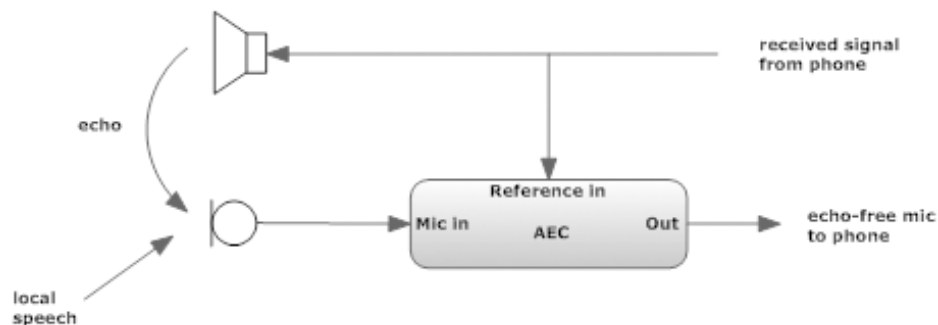 received signal
from phone
echo
Reference in
Mic in
AEC
Out
echo-free mic
to phone
local
speech